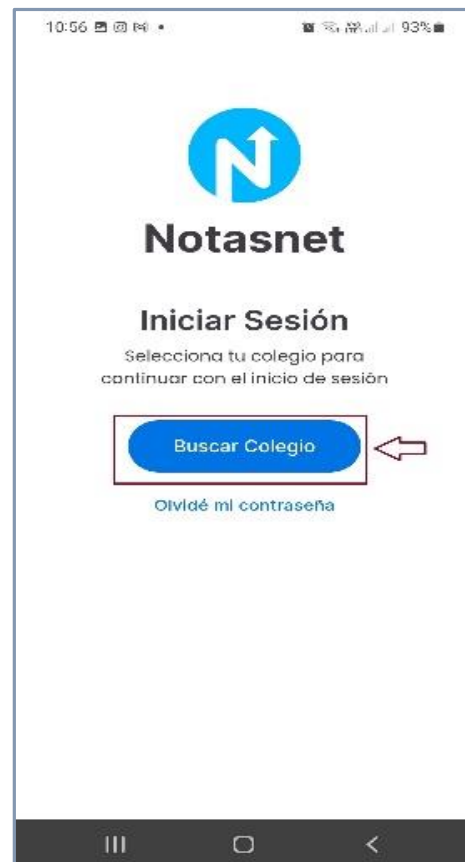 10:56
93%
Notasnet
Iniciar Sesión
Selecciona tu colegio para
continuar con el inicio de sesión
Buscar Colegio
Olvidé mi contraseña